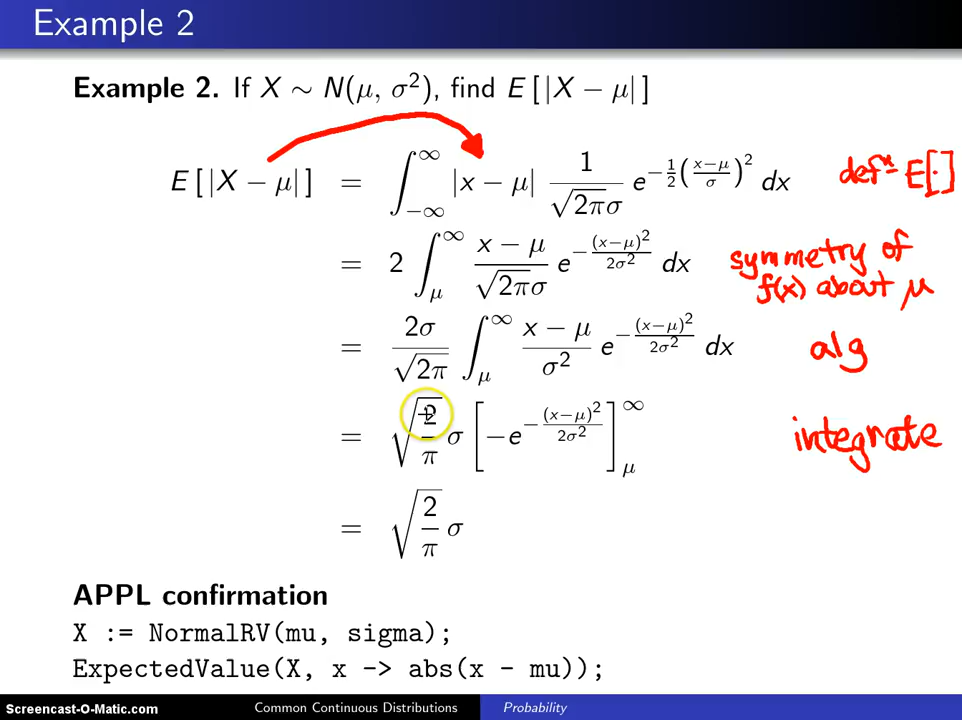 Example 2
Example 2. If X ∼ N(μ, σ²), find E [ |X − μ| ]
E [ |X − μ| ] = ∫_{−∞}^{∞} |x − μ| 1/(√(2π)σ) e^{−½((x−μ)/σ)²} dx defⁿ E[·]
= 2 ∫_{μ}^{∞} (x − μ)/(√(2π)σ) e^{−(x−μ)²/2σ²} dx symmetry of
f(x) about μ
= 2σ/√(2π) ∫_{μ}^{∞} (x − μ)/σ² e^{−(x−μ)²/2σ²} dx alg
= √(2/π) σ [−e^{−(x−μ)²/2σ²}]_{μ}^{∞} integrate
= √(2/π) σ
APPL confirmation
X := NormalRV(mu, sigma);
ExpectedValue(X, x -> abs(x - mu));
Screencast-O-Matic.com Common Continuous Distributions Probability